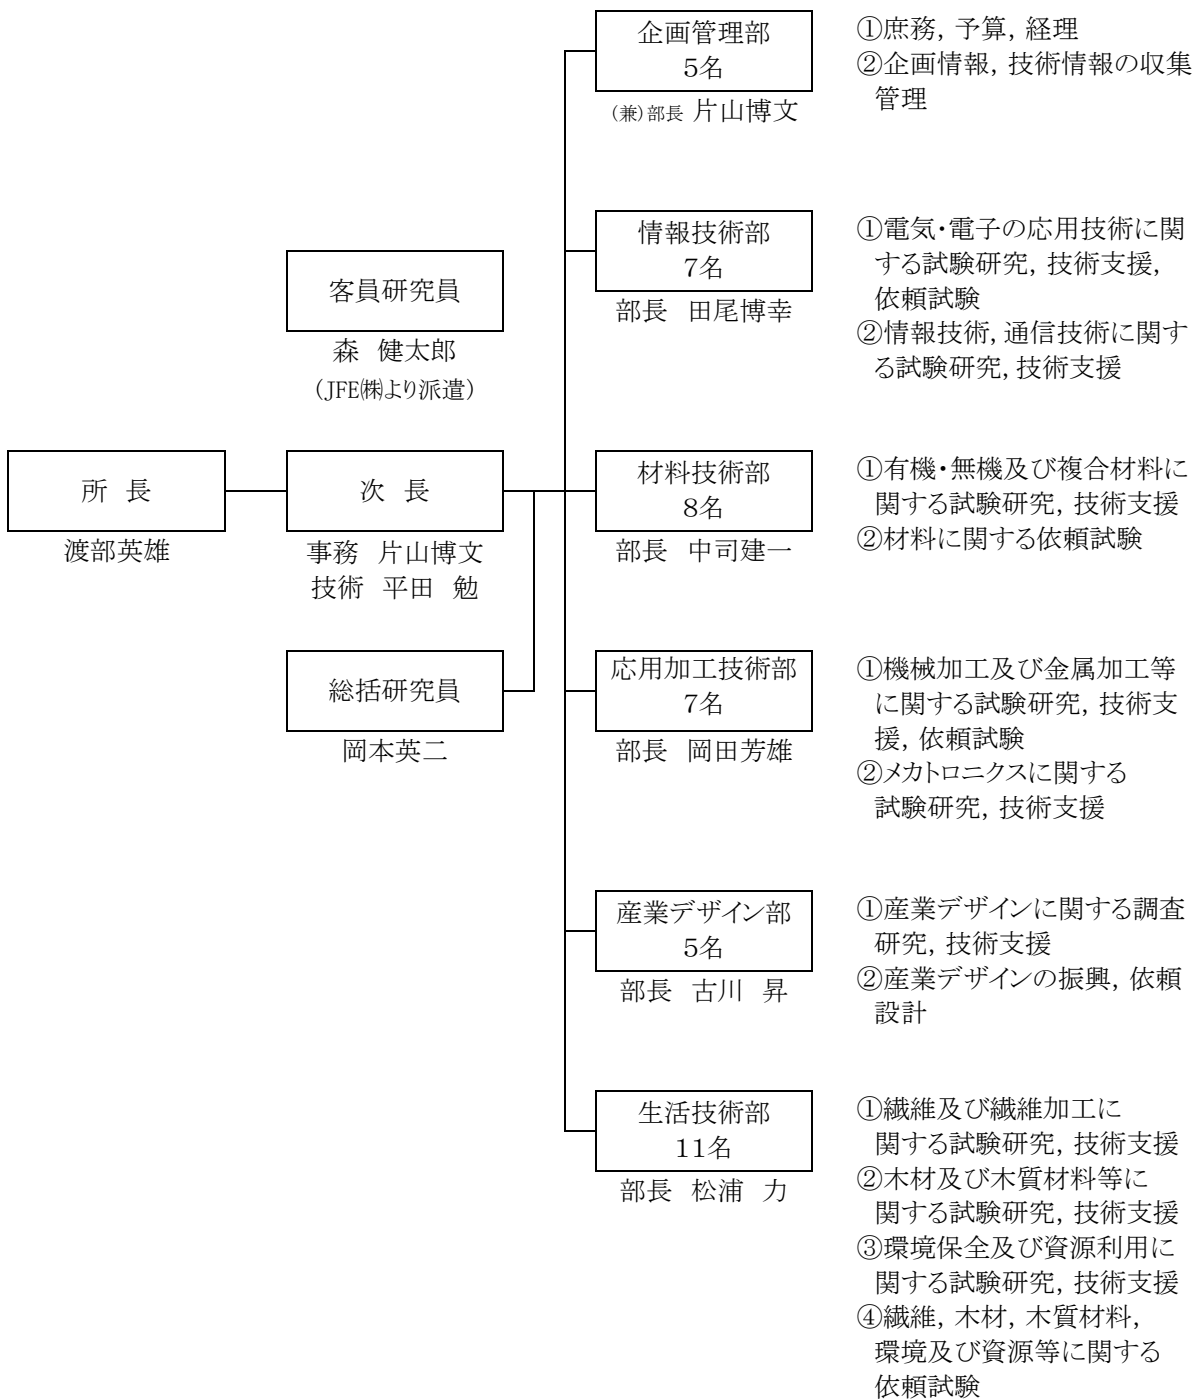 企画管理部
5名
(兼)部長 片山博文
①庶務, 予算, 経理
②企画情報, 技術情報の収集
管理
情報技術部
7名
部長 田尾博幸
①電気・電子の応用技術に関
する試験研究, 技術支援,
依頼試験
②情報技術, 通信技術に関す
る試験研究, 技術支援
客員研究員
森 健太郎
(JFE㈱より派遣)
所 長
渡部英雄
次 長
事務 片山博文
技術 平田 勉
材料技術部
8名
部長 中司建一
①有機・無機及び複合材料に
関する試験研究, 技術支援
②材料に関する依頼試験
総括研究員
岡本英二
応用加工技術部
7名
部長 岡田芳雄
①機械加工及び金属加工等
に関する試験研究, 技術支
援, 依頼試験
②メカトロニクスに関する
試験研究, 技術支援
産業デザイン部
5名
部長 古川 昇
①産業デザインに関する調査
研究, 技術支援
②産業デザインの振興, 依頼
設計
生活技術部
11名
部長 松浦 力
①繊維及び繊維加工に
関する試験研究, 技術支援
②木材及び木質材料等に
関する試験研究, 技術支援
③環境保全及び資源利用に
関する試験研究, 技術支援
④繊維, 木材, 木質材料,
環境及び資源等に関する
依頼試験